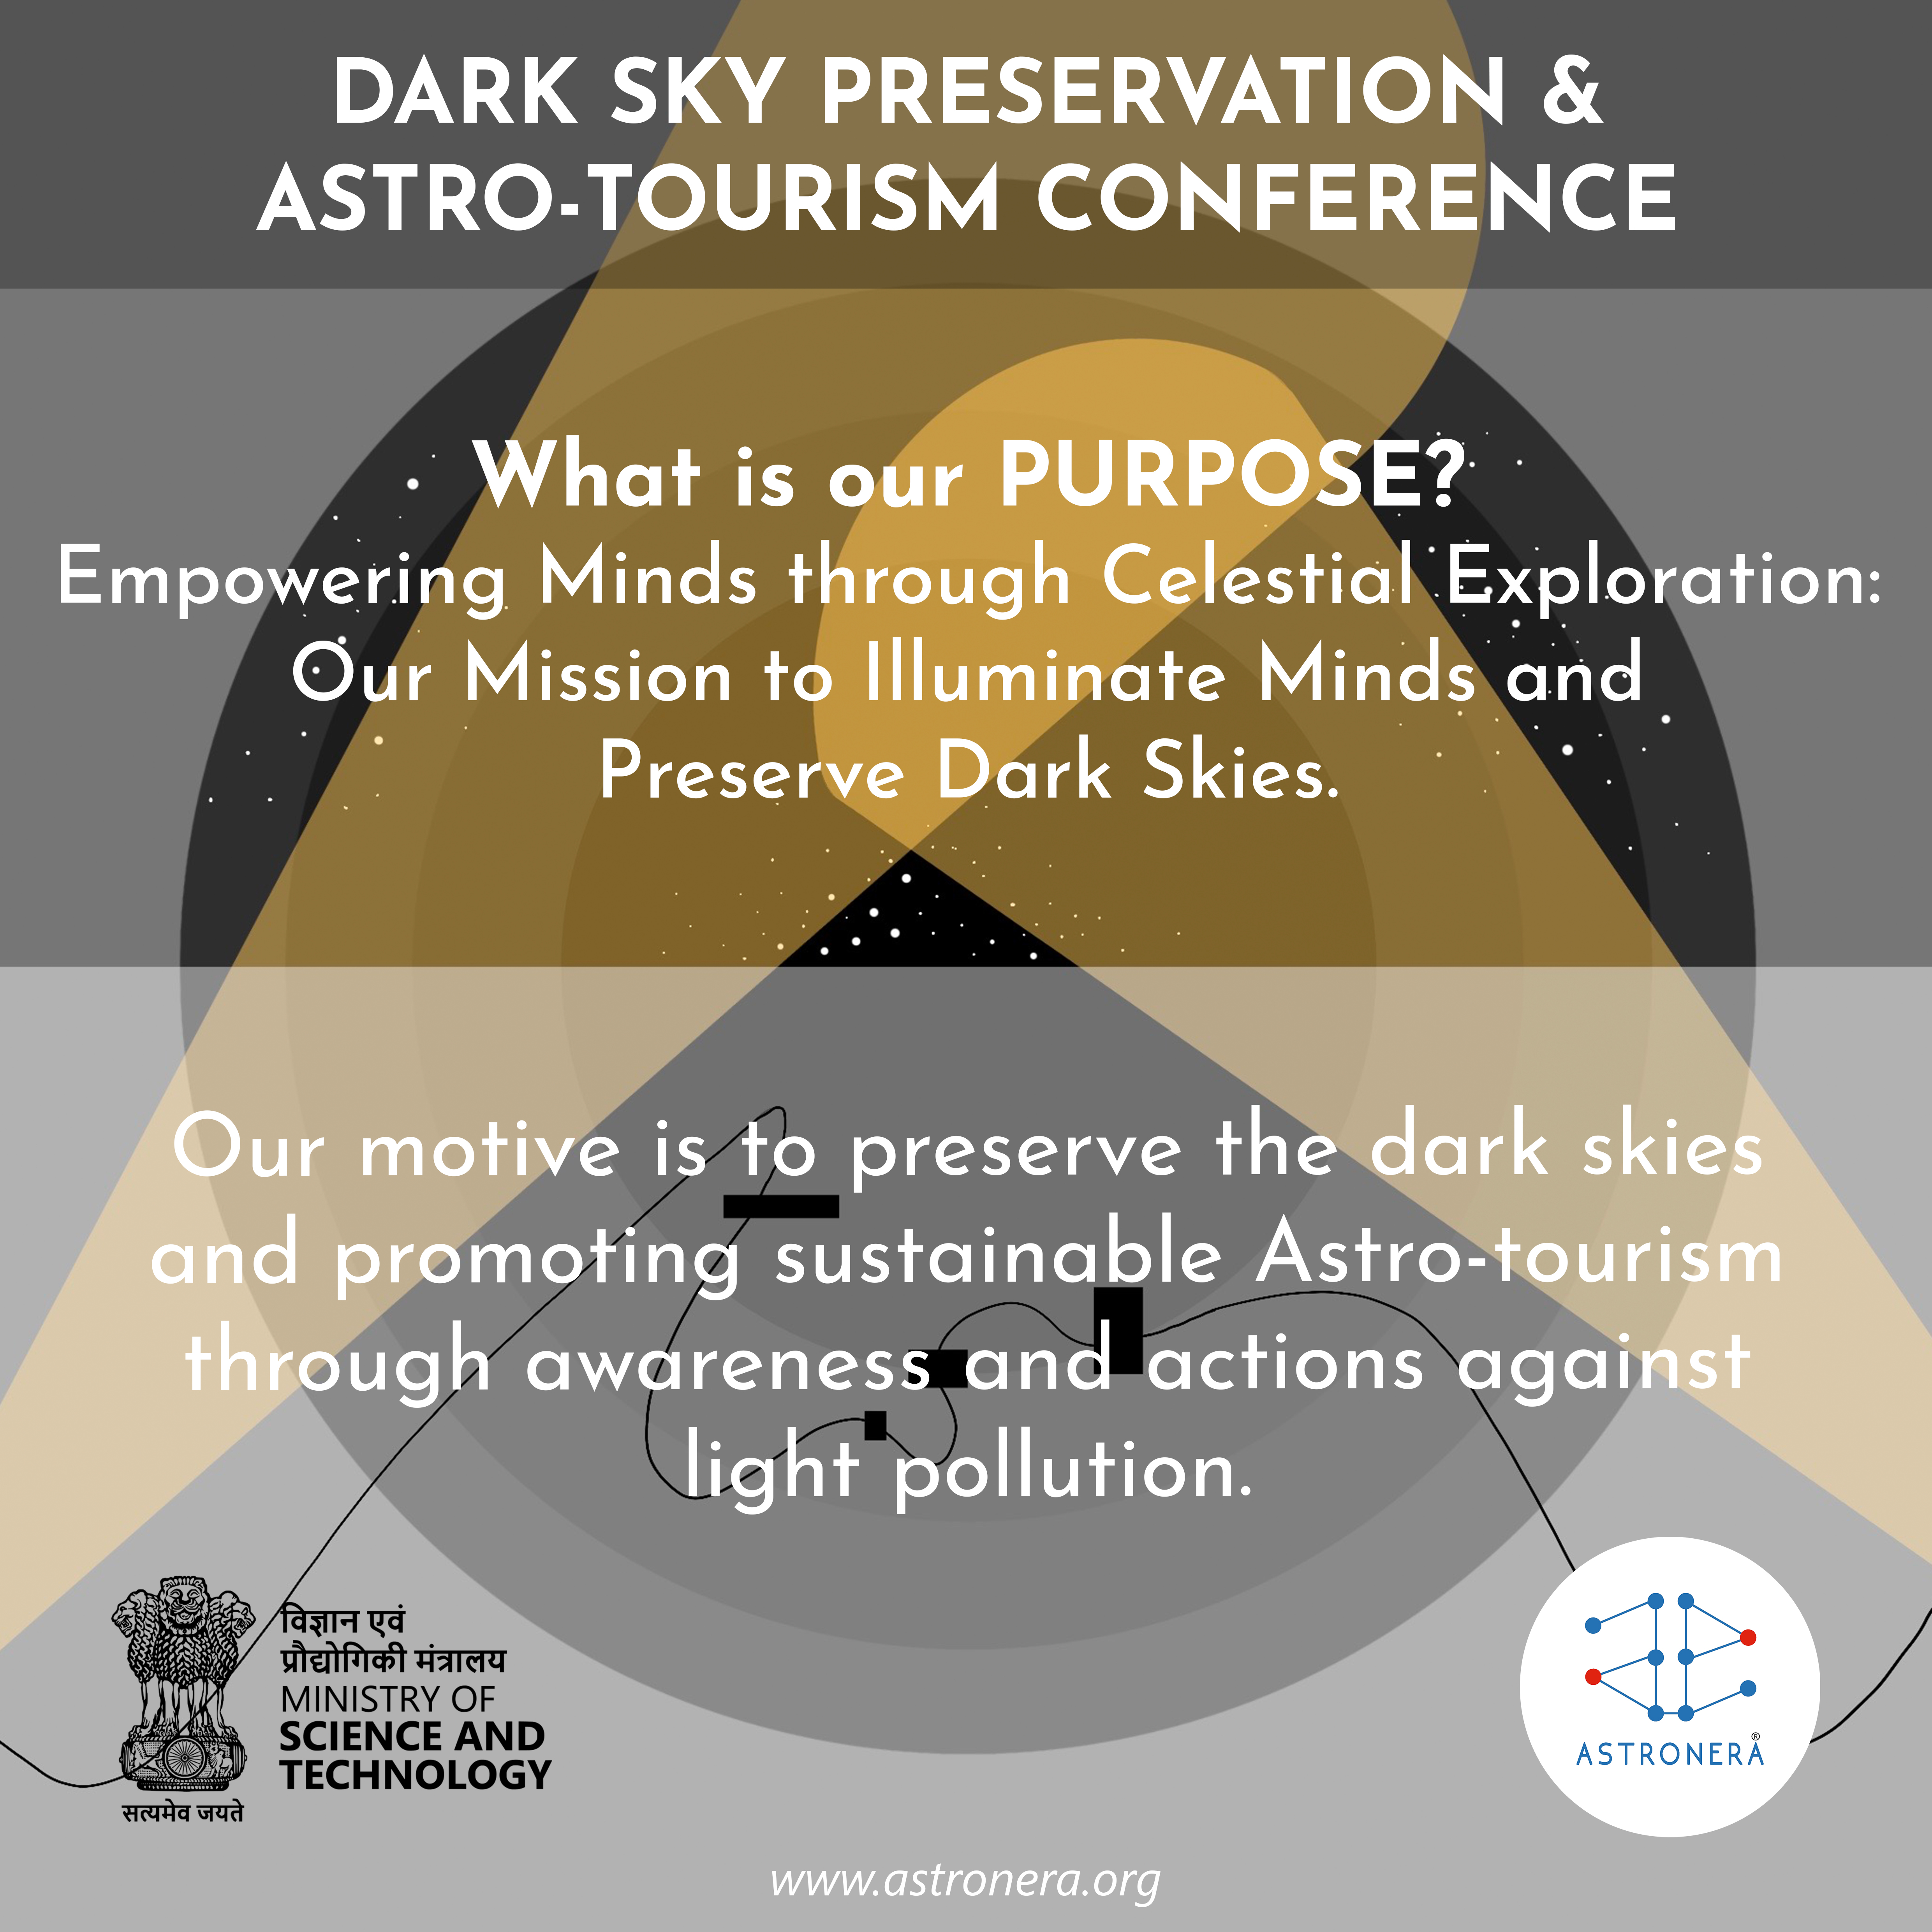 DARK SKY PRESERVATION &
ASTRO-TOURISM CONFERENCE
What is our PURPOSE?
Empowering Minds through Celestial Exploration:
Our Mission to Illuminate Minds and
Preserve Dark Skies.
Our motive is to preserve the dark skies
and promoting sustainable Astro-tourism
through awareness and actions against
light pollution.
विज्ञान एवं
प्रौद्योगिकी मंत्रालय
MINISTRY OF
SCIENCE AND
TECHNOLOGY
सत्यमेव जयते
ASTRONERA®
www.astronera.org